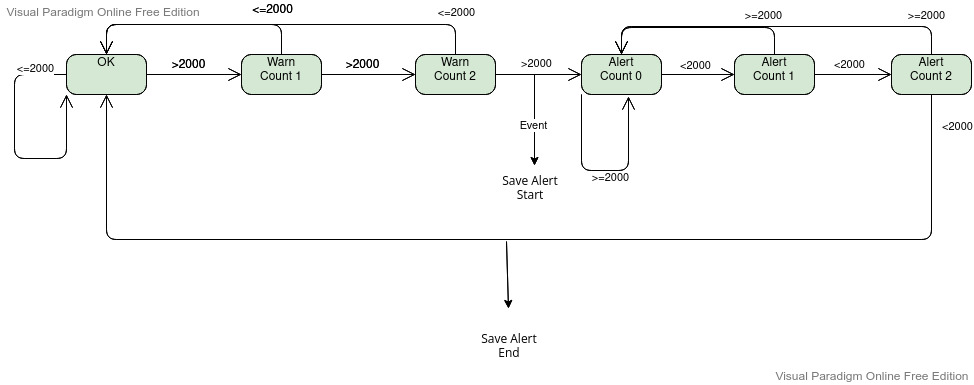 Visual Paradigm Online Free Edition
<=2000
<=2000
>=2000
>=2000
<=2000
OK
>2000
Warn
Count 1
>2000
Warn
Count 2
>2000
Alert
Count 0
<2000
Alert
Count 1
<2000
Alert
Count 2
Event
<2000
Save Alert
Start
>=2000
Save Alert
End
Visual Paradigm Online Free Edition